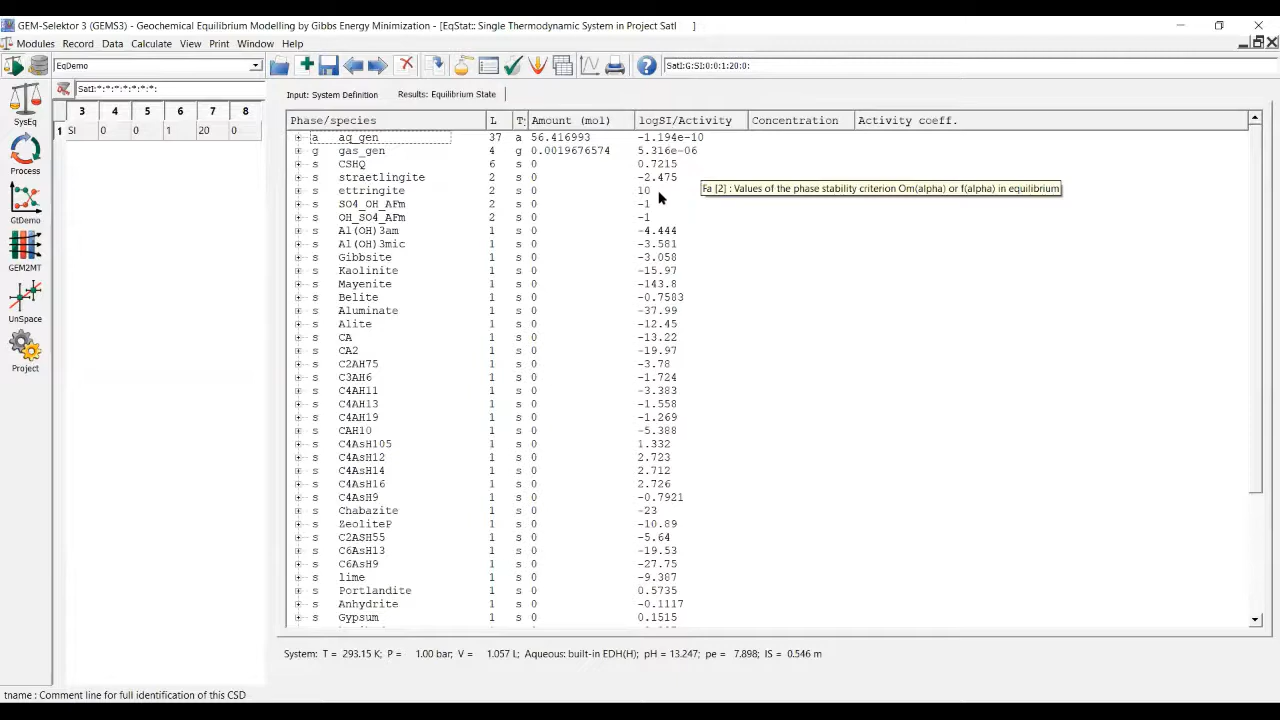 GEM-Selektor 3 (GEMS3) - Geochemical Equilibrium Modelling by Gibbs Energy Minimization - [EqStat:: Single Thermodynamic System in Project SatI ]
Modules Record Data Calculate View Print Window Help
EqDemo
SatI:G:SI:0:0:1:20:0:
SatI:*:*:*:*:*:*:*:
3 4 5 6 7 8
1 SI 0 0 1 20 0
SysEq
Process
GtDemo
GEM2MT
UnSpace
Project
Input: System Definition Results: Equilibrium State
Phase/species L T: Amount (mol) logSI/Activity Concentration Activity coeff.
a aq_gen 37 a 56.416993 -1.194e-10
g gas_gen 4 g 0.0019676574 5.316e-06
s CSHQ 6 s 0 0.7215
s straetlingite 2 s 0 -2.475
s ettringite 2 s 0 10
Fa [2] : Values of the phase stability criterion Om(alpha) or f(alpha) in equilibrium
s SO4_OH_AFm 2 s 0 -1
s OH_SO4_AFm 2 s 0 -1
s Al(OH)3am 1 s 0 -4.444
s Al(OH)3mic 1 s 0 -3.581
s Gibbsite 1 s 0 -3.058
s Kaolinite 1 s 0 -15.97
s Mayenite 1 s 0 -143.8
s Belite 1 s 0 -0.7583
s Aluminate 1 s 0 -37.99
s Alite 1 s 0 -12.45
s CA 1 s 0 -13.22
s CA2 1 s 0 -19.97
s C2AH75 1 s 0 -3.78
s C3AH6 1 s 0 -1.724
s C4AH11 1 s 0 -3.383
s C4AH13 1 s 0 -1.558
s C4AH19 1 s 0 -1.269
s CAH10 1 s 0 -5.388
s C4AsH105 1 s 0 1.332
s C4AsH12 1 s 0 2.723
s C4AsH14 1 s 0 2.712
s C4AsH16 1 s 0 2.726
s C4AsH9 1 s 0 -0.7921
s Chabazite 1 s 0 -23
s ZeoliteP 1 s 0 -10.89
s C2ASH55 1 s 0 -5.64
s C6AsH13 1 s 0 -19.53
s C6AsH9 1 s 0 -27.75
s lime 1 s 0 -9.387
s Portlandite 1 s 0 0.5735
s Anhydrite 1 s 0 -0.1117
s Gypsum 1 s 0 0.1515
System: T = 293.15 K; P = 1.00 bar; V = 1.057 L; Aqueous: built-in EDH(H); pH = 13.247; pe = 7.898; IS = 0.546 m
tname : Comment line for full identification of this CSD